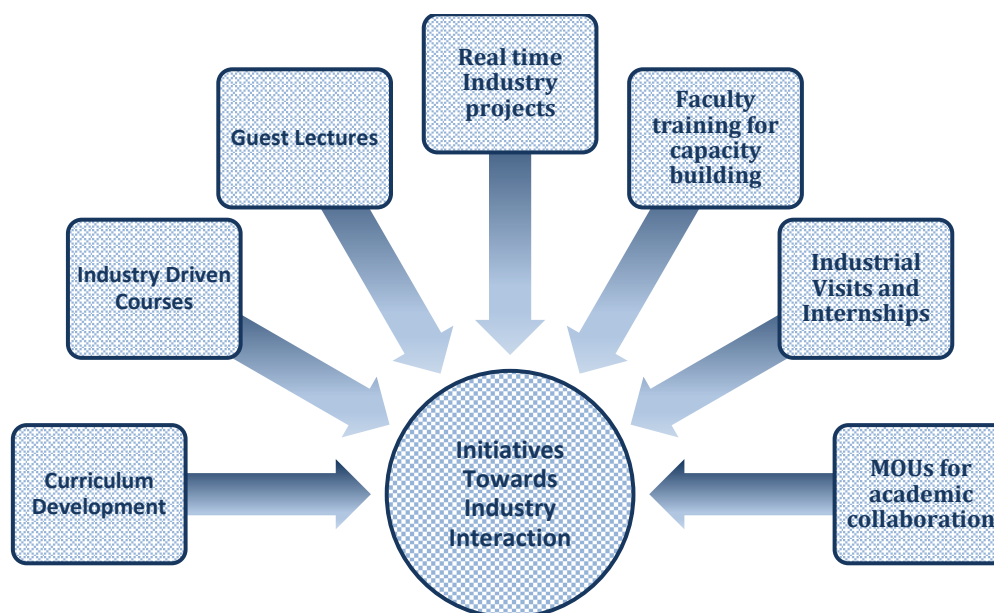 Real time
Industry
projects
Guest Lectures
Faculty
training for
capacity
building
Industry Driven
Courses
Industrial
Visits and
Internships
Curriculum
Development
Initiatives
Towards
Industry
Interaction
MOUs for
academic
collaboration